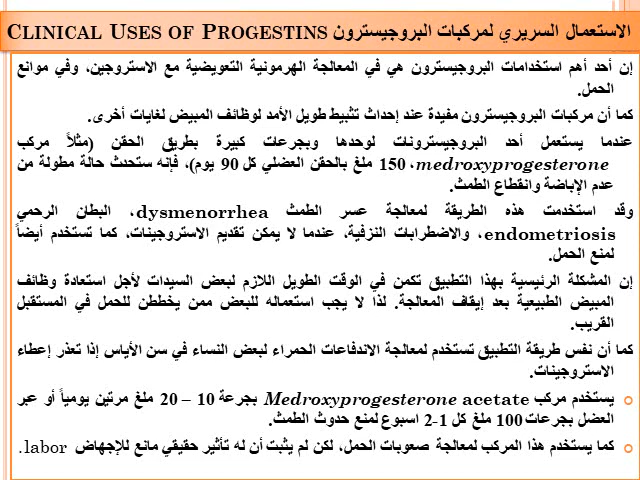 الاستعمال السريري لمركبات البروجيسترون CLINICAL USES OF PROGESTINS
إن أحد أهم استخدامات البروجيسترون هي في المعالجة الهرمونية التعويضية مع الاستروجين، وفي موانع
الحمل.
كما أن مركبات البروجيسترون مفيدة عند إحداث تثبيط طويل الأمد لوظائف المبيض لغايات أخرى.
عندما يستعمل أحد البروجيسترونات لوحدها وبجرعات كبيرة بطريق الحقن (مثلاً مركب
medroxyprogesterone، 150 ملغ بالحقن العضلي كل 90 يوم)، فإنه ستحدث حالة مطولة من
عدم الإباضة وانقطاع الطمث.
وقد استخدمت هذه الطريقة لمعالجة عسر الطمث dysmenorrhea، البطان الرحمي
endometriosis، والاضطرابات النزفية، عندما لا يمكن تقديم الاستروجينات، كما تستخدم أيضاً
لمنع الحمل.
إن المشكلة الرئيسية بهذا التطبيق تكمن في الوقت الطويل اللازم لبعض السيدات لأجل استعادة وظائف
المبيض الطبيعية بعد إيقاف المعالجة. لذا لا يجب استعماله للبعض ممن يخططن للحمل في المستقبل
القريب.
كما أن نفس طريقة التطبيق تستخدم لمعالجة الاندفاعات الحمراء لبعض النساء في سن الأياس إذا تعذر إعطاء
الاستروجينات.
يستخدم مركب Medroxyprogesterone acetate بجرعة 10 – 20 ملغ مرتين يومياً أو عبر
العضل بجرعات 100 ملغ كل 1-2 اسبوع لمنع حدوث الطمث.
كما يستخدم هذا المركب لمعالجة صعوبات الحمل، لكن لم يثبت أن له تأثير حقيقي مانع للإجهاض labor.